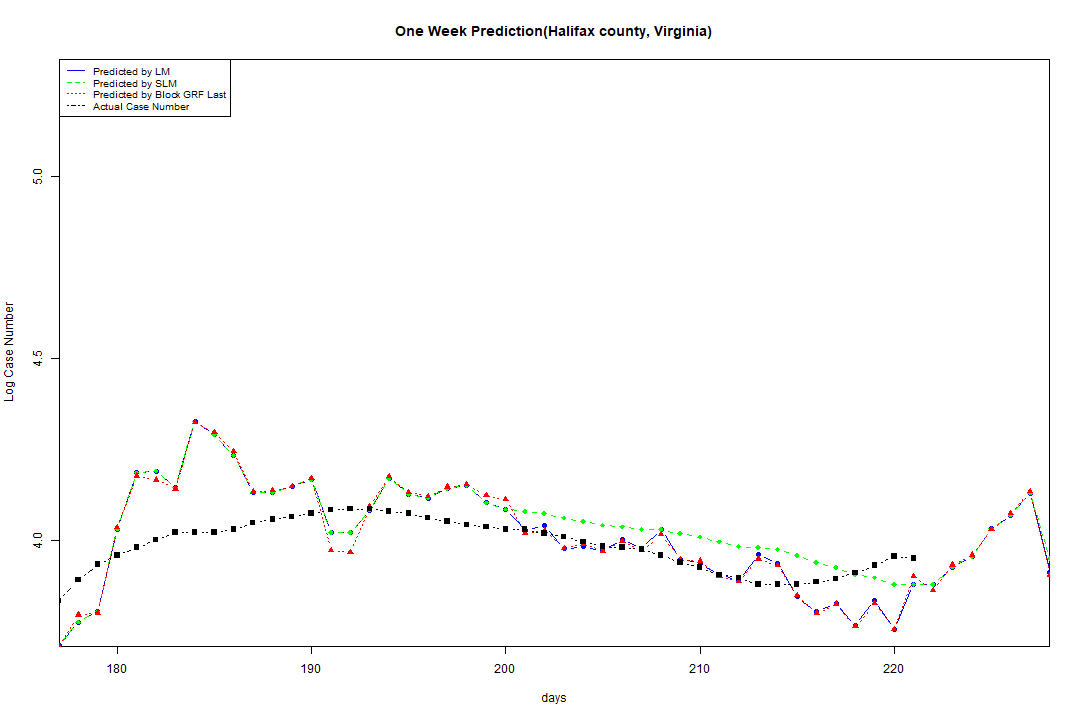 One Week Prediction(Halifax county, Virginia)
Predicted by LM
Predicted by SLM
Predicted by Block GRF Last
Actual Case Number
5.0
4.5
4.0
Log Case Number
180 190 200 210 220
days